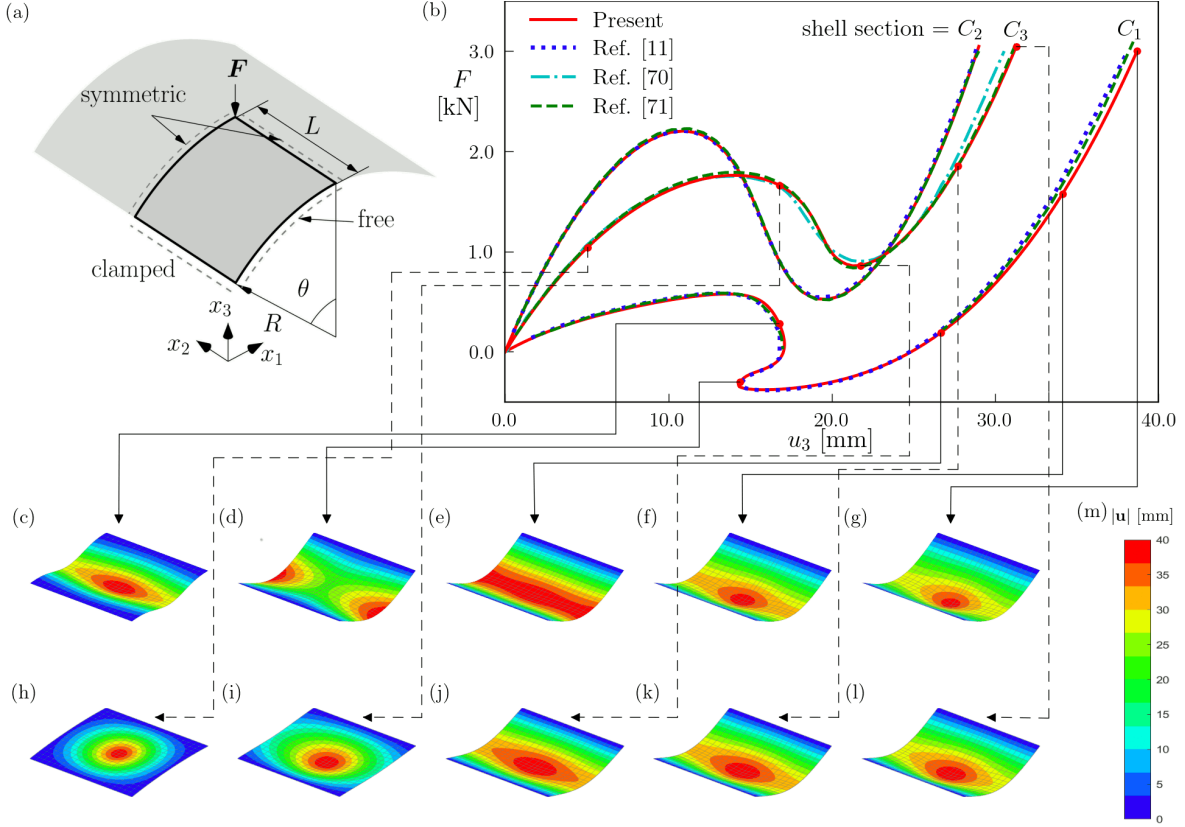 (a)
F
symmetric
L
free
clamped
θ
R
x3
x2
x1
(b)
Present
Ref. [11]
Ref. [70]
Ref. [71]
shell section = C2 C3 C1
F
[kN]
3.0
2.0
1.0
0.0
0.0 10.0 20.0 30.0 40.0
u3 [mm]
(c) (d) (e) (f) (g)
(m) |u| [mm]
40
35
30
25
20
15
10
5
0
(h) (i) (j) (k) (l)